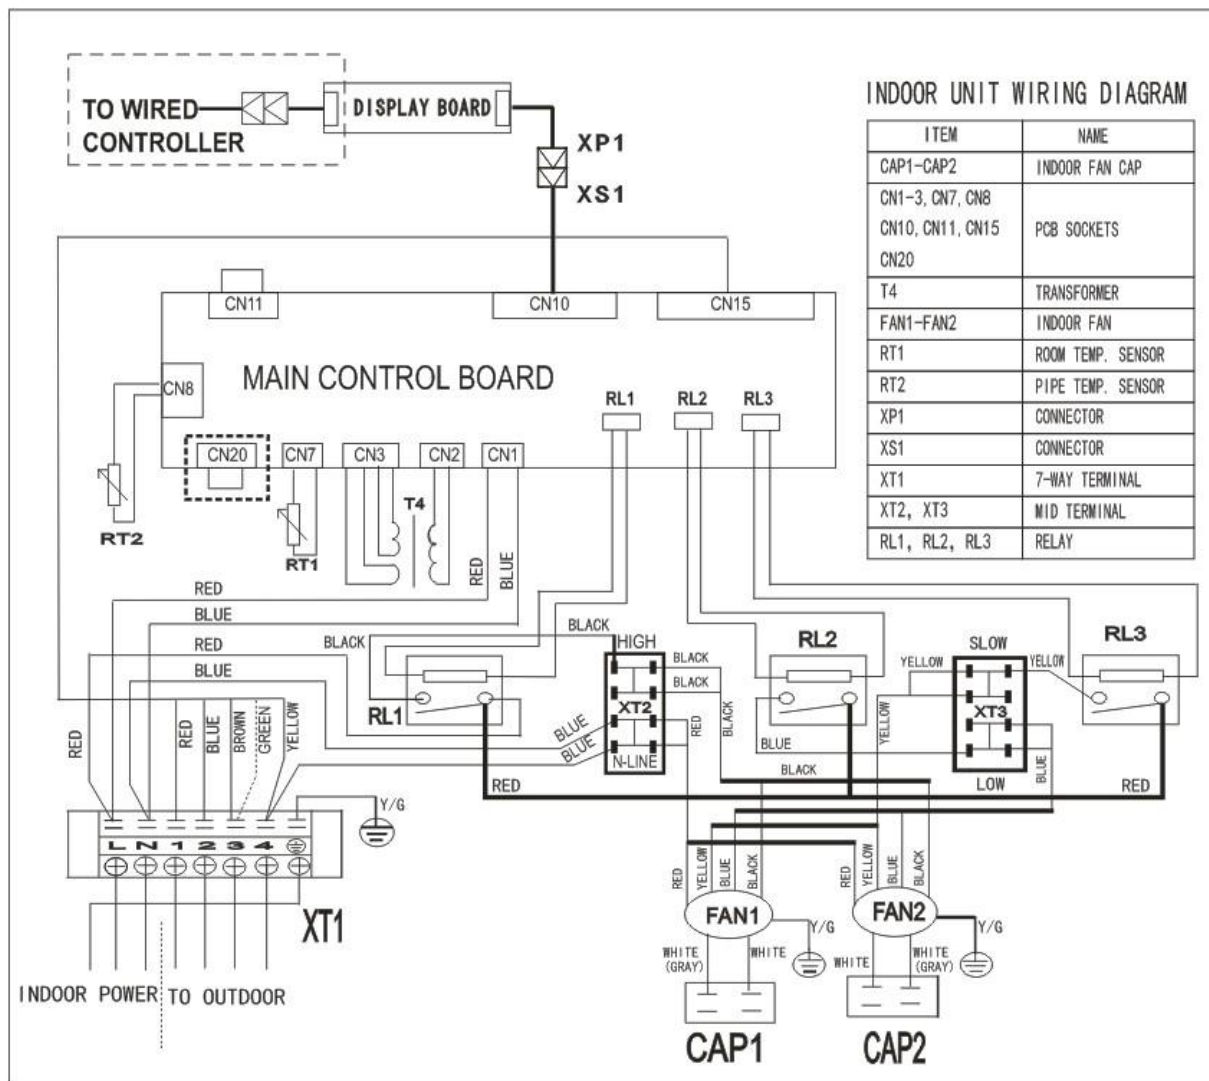 TO WIRED
CONTROLLER
DISPLAY BOARD
XP1
XS1
INDOOR UNIT WIRING DIAGRAM
ITEM NAME
CAP1-CAP2 INDOOR FAN CAP
CN1-3, CN7, CN8
CN10, CN11, CN15 PCB SOCKETS
CN20
T4 TRANSFORMER
FAN1-FAN2 INDOOR FAN
RT1 ROOM TEMP. SENSOR
RT2 PIPE TEMP. SENSOR
XP1 CONNECTOR
XS1 CONNECTOR
XT1 7-WAY TERMINAL
XT2, XT3 MID TERMINAL
RL1, RL2, RL3 RELAY
CN11 CN10 CN15
MAIN CONTROL BOARD
CN8
RL1 RL2 RL3
CN20 CN7 CN3 CN2 CN1
T4
RT2
RT1
RED BLUE
RED
BLUE
RED
BLUE
BLACK
BLACK
HIGH
BLACK
BLACK
XT2
N-LINE
BLUE
BLUE
RED
BLACK
RL1
RL2
RL3
SLOW
YELLOW
YELLOW
XT3
LOW
BLUE
YELLOW
BLUE
RED
BLACK
RED
RED RED BLUE BROWN GREEN YELLOW
Y/G
L N 1 2 3 4
XT1
INDOOR POWER TO OUTDOOR
RED YELLOW BLUE BLACK
RED YELLOW BLUE BLACK
FAN1
FAN2
Y/G
Y/G
WHITE
(GRAY)
WHITE
WHITE
WHITE
(GRAY)
CAP1
CAP2